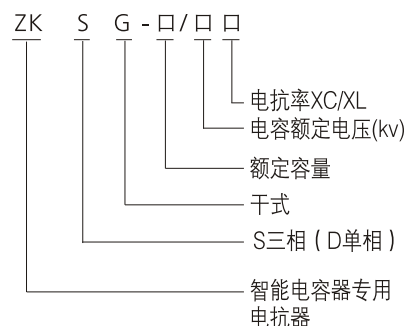 ZK S G - 口 / 口 口
电抗率XC/XL
电容额定电压(kv)
额定容量
干式
S三相（D单相）
智能电容器专用
电抗器